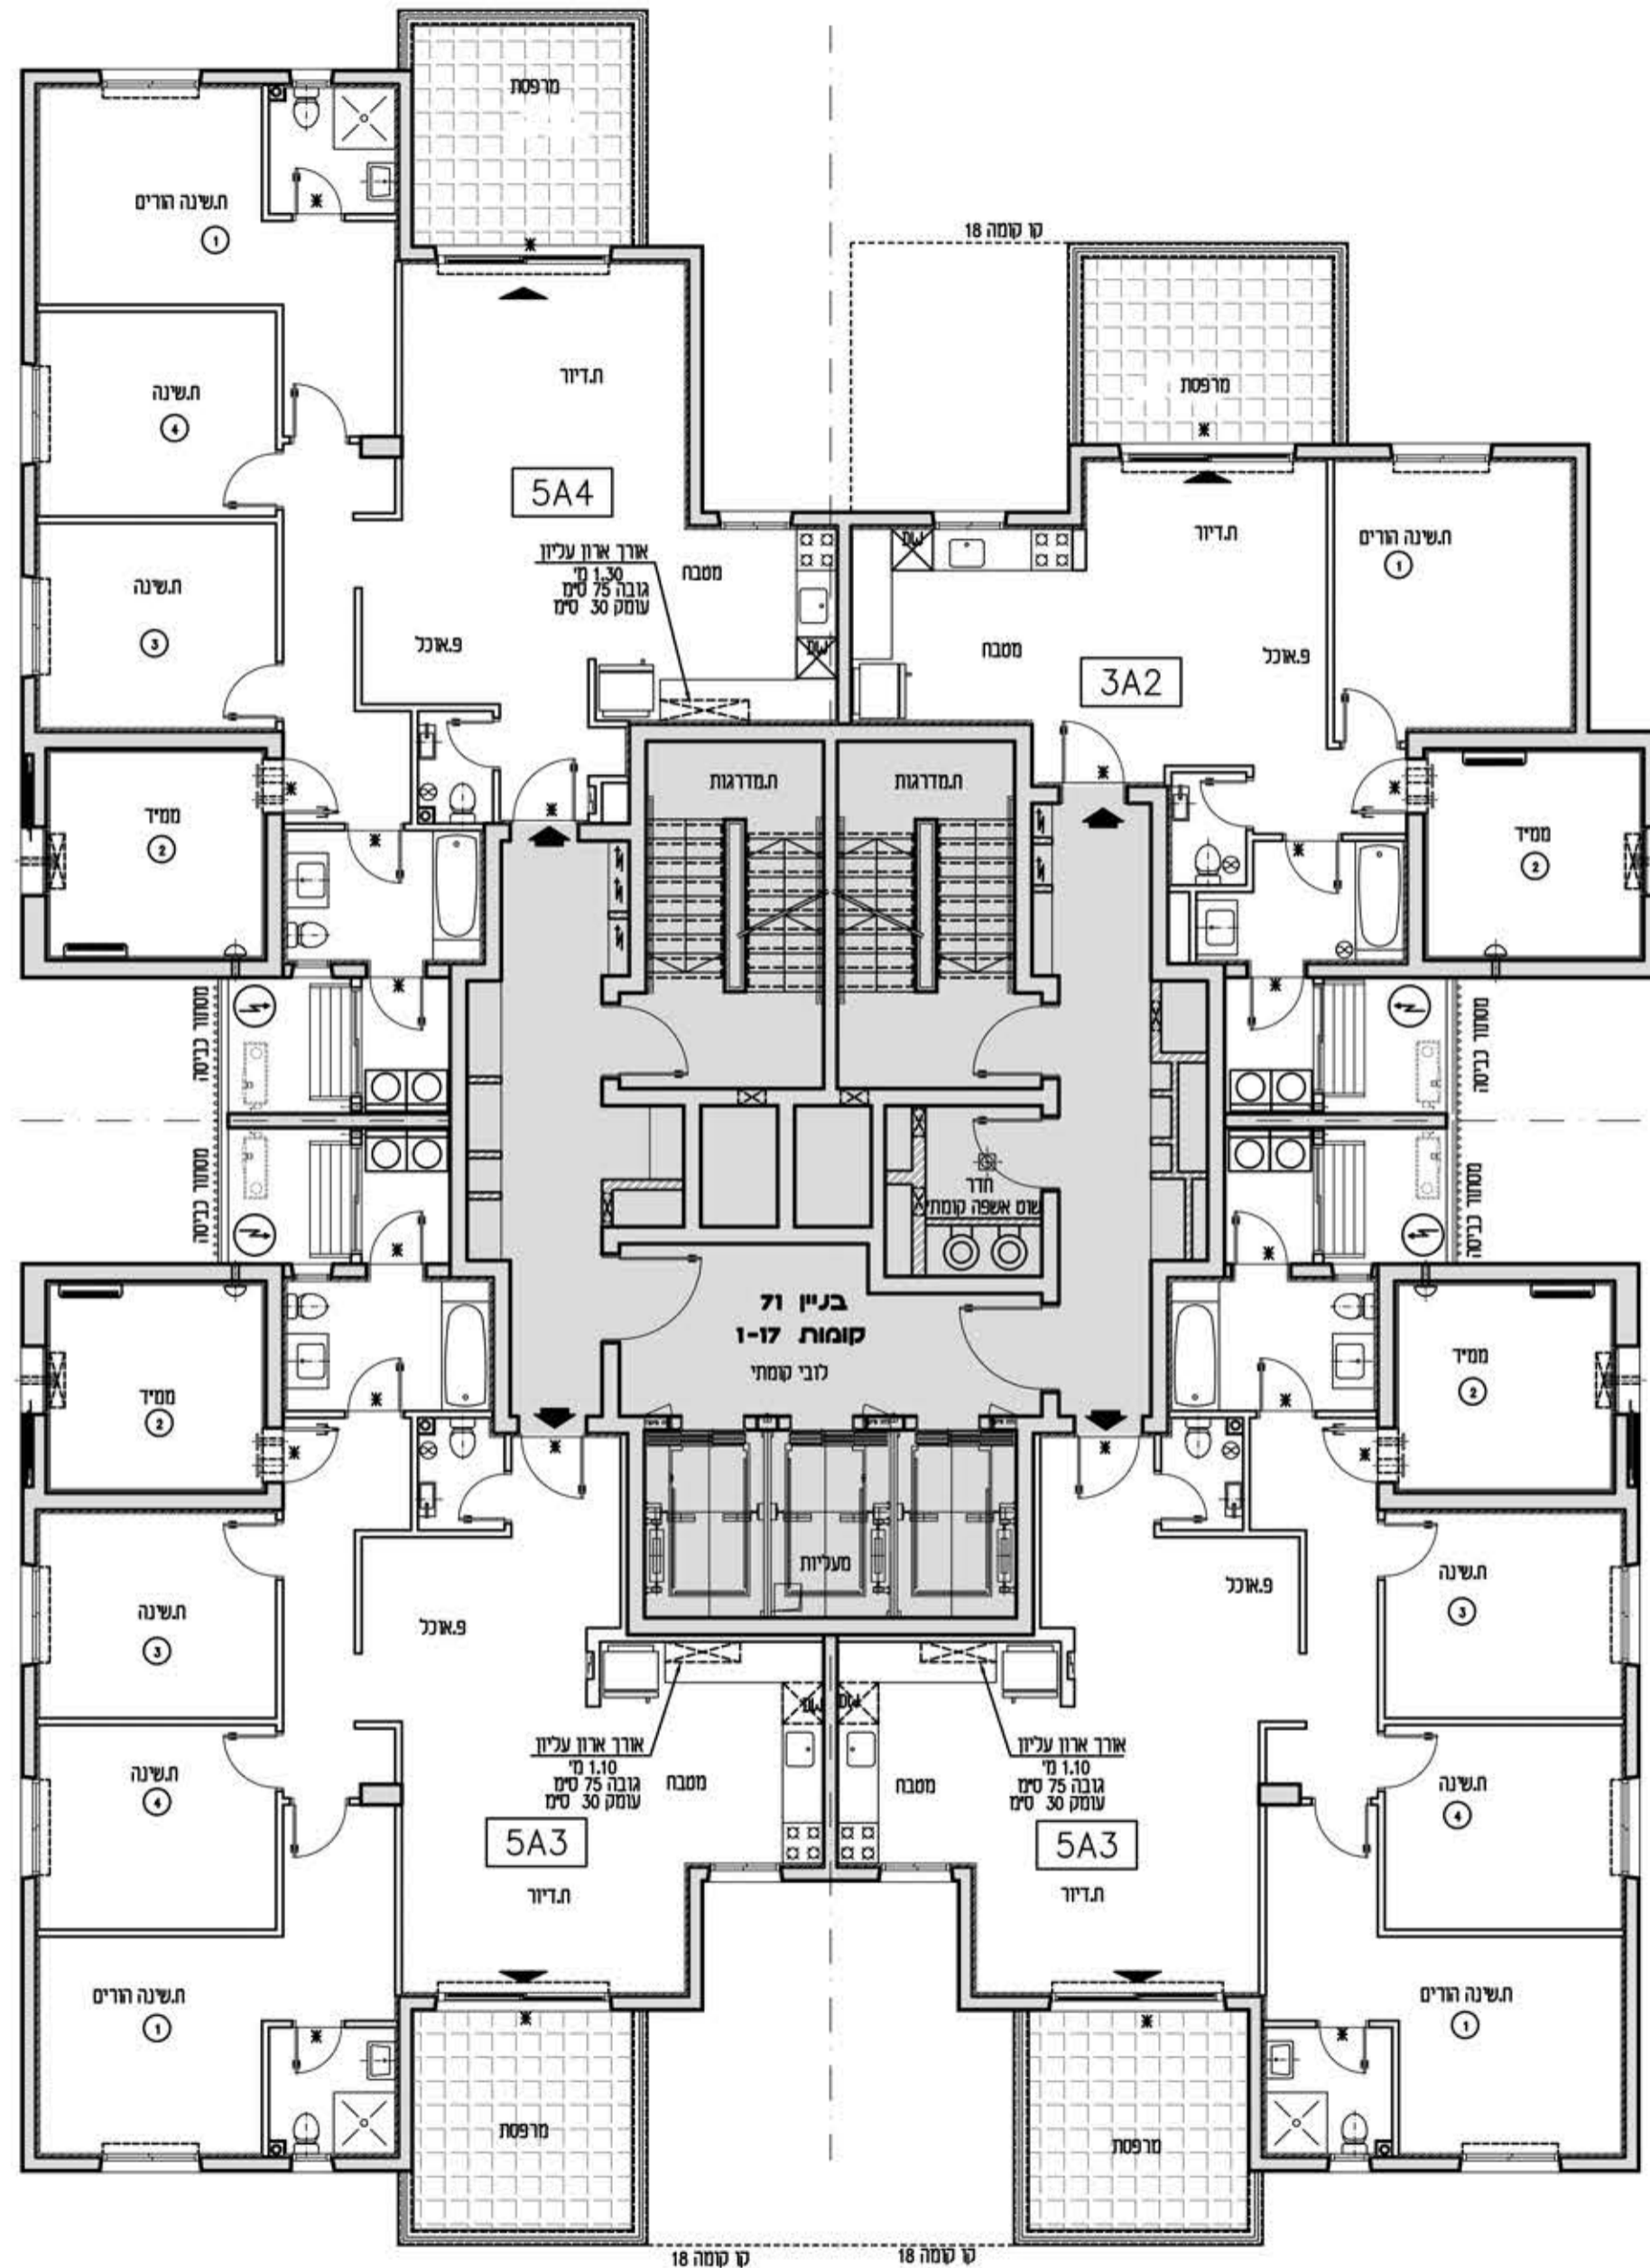 מרפסת
ח.שינה הורים
1
קו קומה 18
ח.דיור
מרפסת
ח.שינה
4
5A4
ח.דיור
ח.שינה הורים
1
אורך ארון עליון
1.30 מ'
גובה 75 ס"מ
עומק 30 ס"מ
מטבח
DW
ח.שינה
3
פ.אוכל
DW
מטבח
פ.אוכל
3A2
ח.מדרגות
ח.מדרגות
ממ"ד
2
ממ"ד
2
מסתור כביסה
מסתור כביסה
מסתור כביסה
מסתור כביסה
חדר
שוט אשפה קומתי
בניין 71
קומות 1-17
לובי קומתי
ממ"ד
2
ממ"ד
2
מעליות
ח.שינה
3
פ.אוכל
פ.אוכל
ח.שינה
3
DW
DW
אורך ארון עליון
1.10 מ'
גובה 75 ס"מ
עומק 30 ס"מ
מטבח
מטבח
אורך ארון עליון
1.10 מ'
גובה 75 ס"מ
עומק 30 ס"מ
ח.שינה
4
ח.שינה
4
5A3
5A3
ח.דיור
ח.דיור
ח.שינה הורים
1
ח.שינה הורים
1
מרפסת
מרפסת
קו קומה 18
קו קומה 18